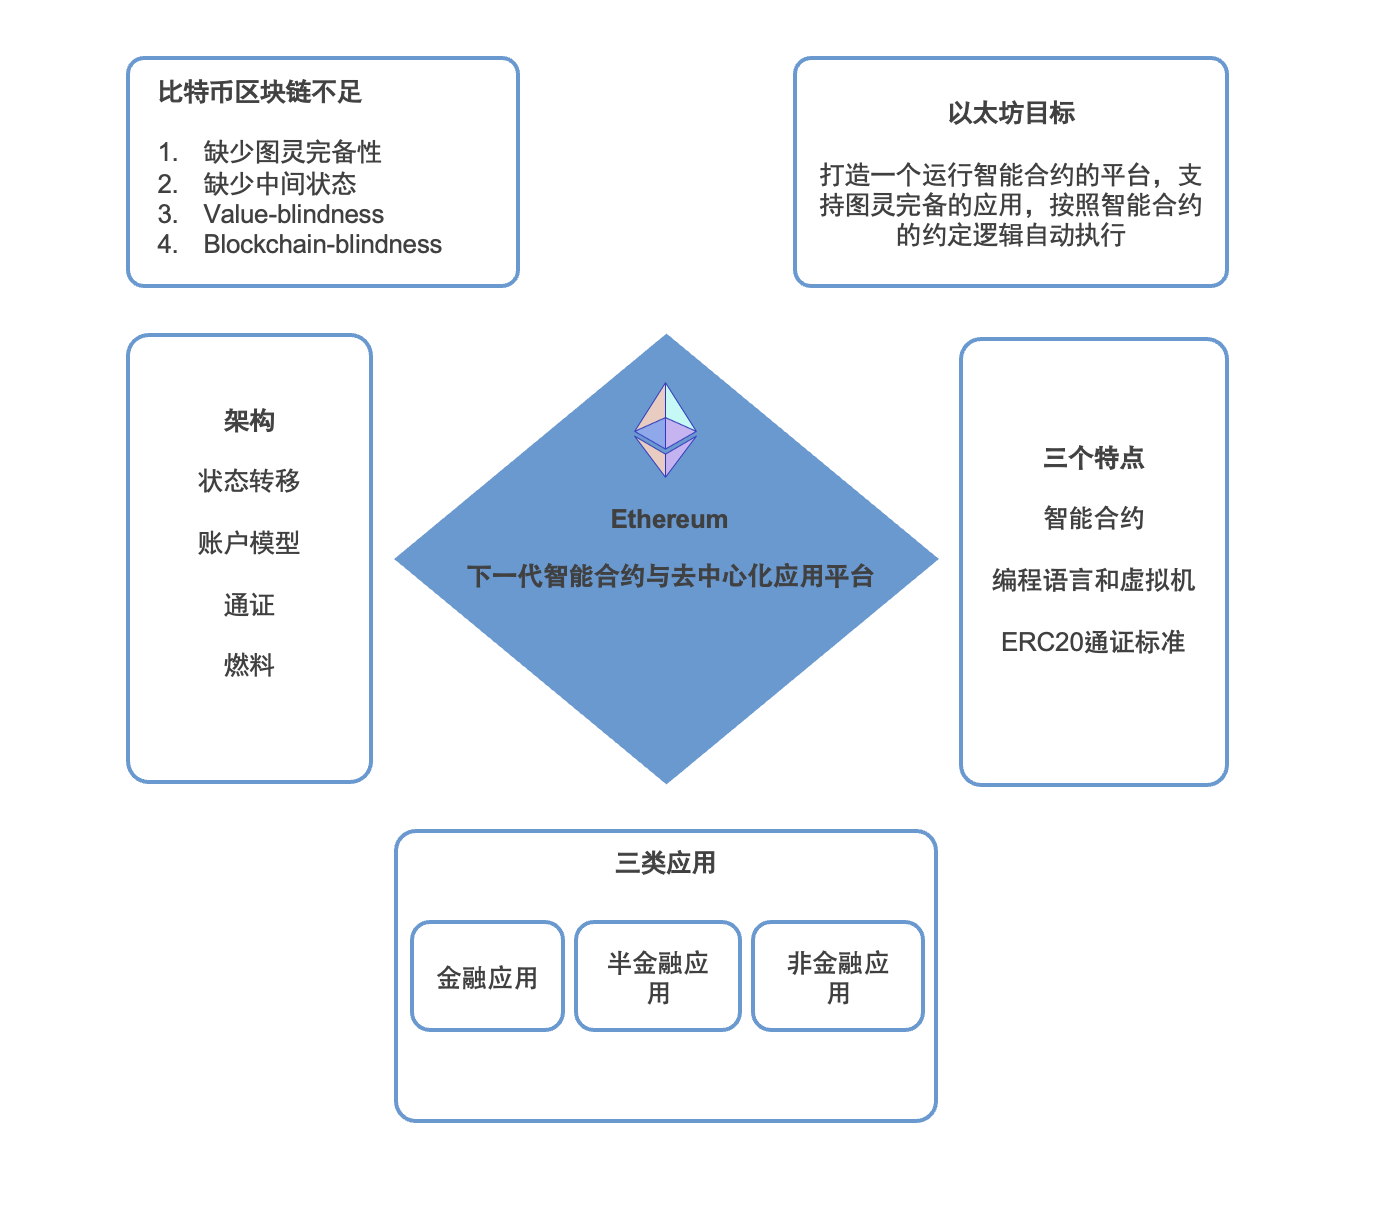 比特币区块链不足
1. 缺少图灵完备性
2. 缺少中间状态
3. Value-blindness
4. Blockchain-blindness
以太坊目标
打造一个运行智能合约的平台，支
持图灵完备的应用，按照智能合约
的约定逻辑自动执行
架构
状态转移
账户模型
通证
燃料
Ethereum
下一代智能合约与去中心化应用平台
三个特点
智能合约
编程语言和虚拟机
ERC20通证标准
三类应用
金融应用
半金融应
用
非金融应
用